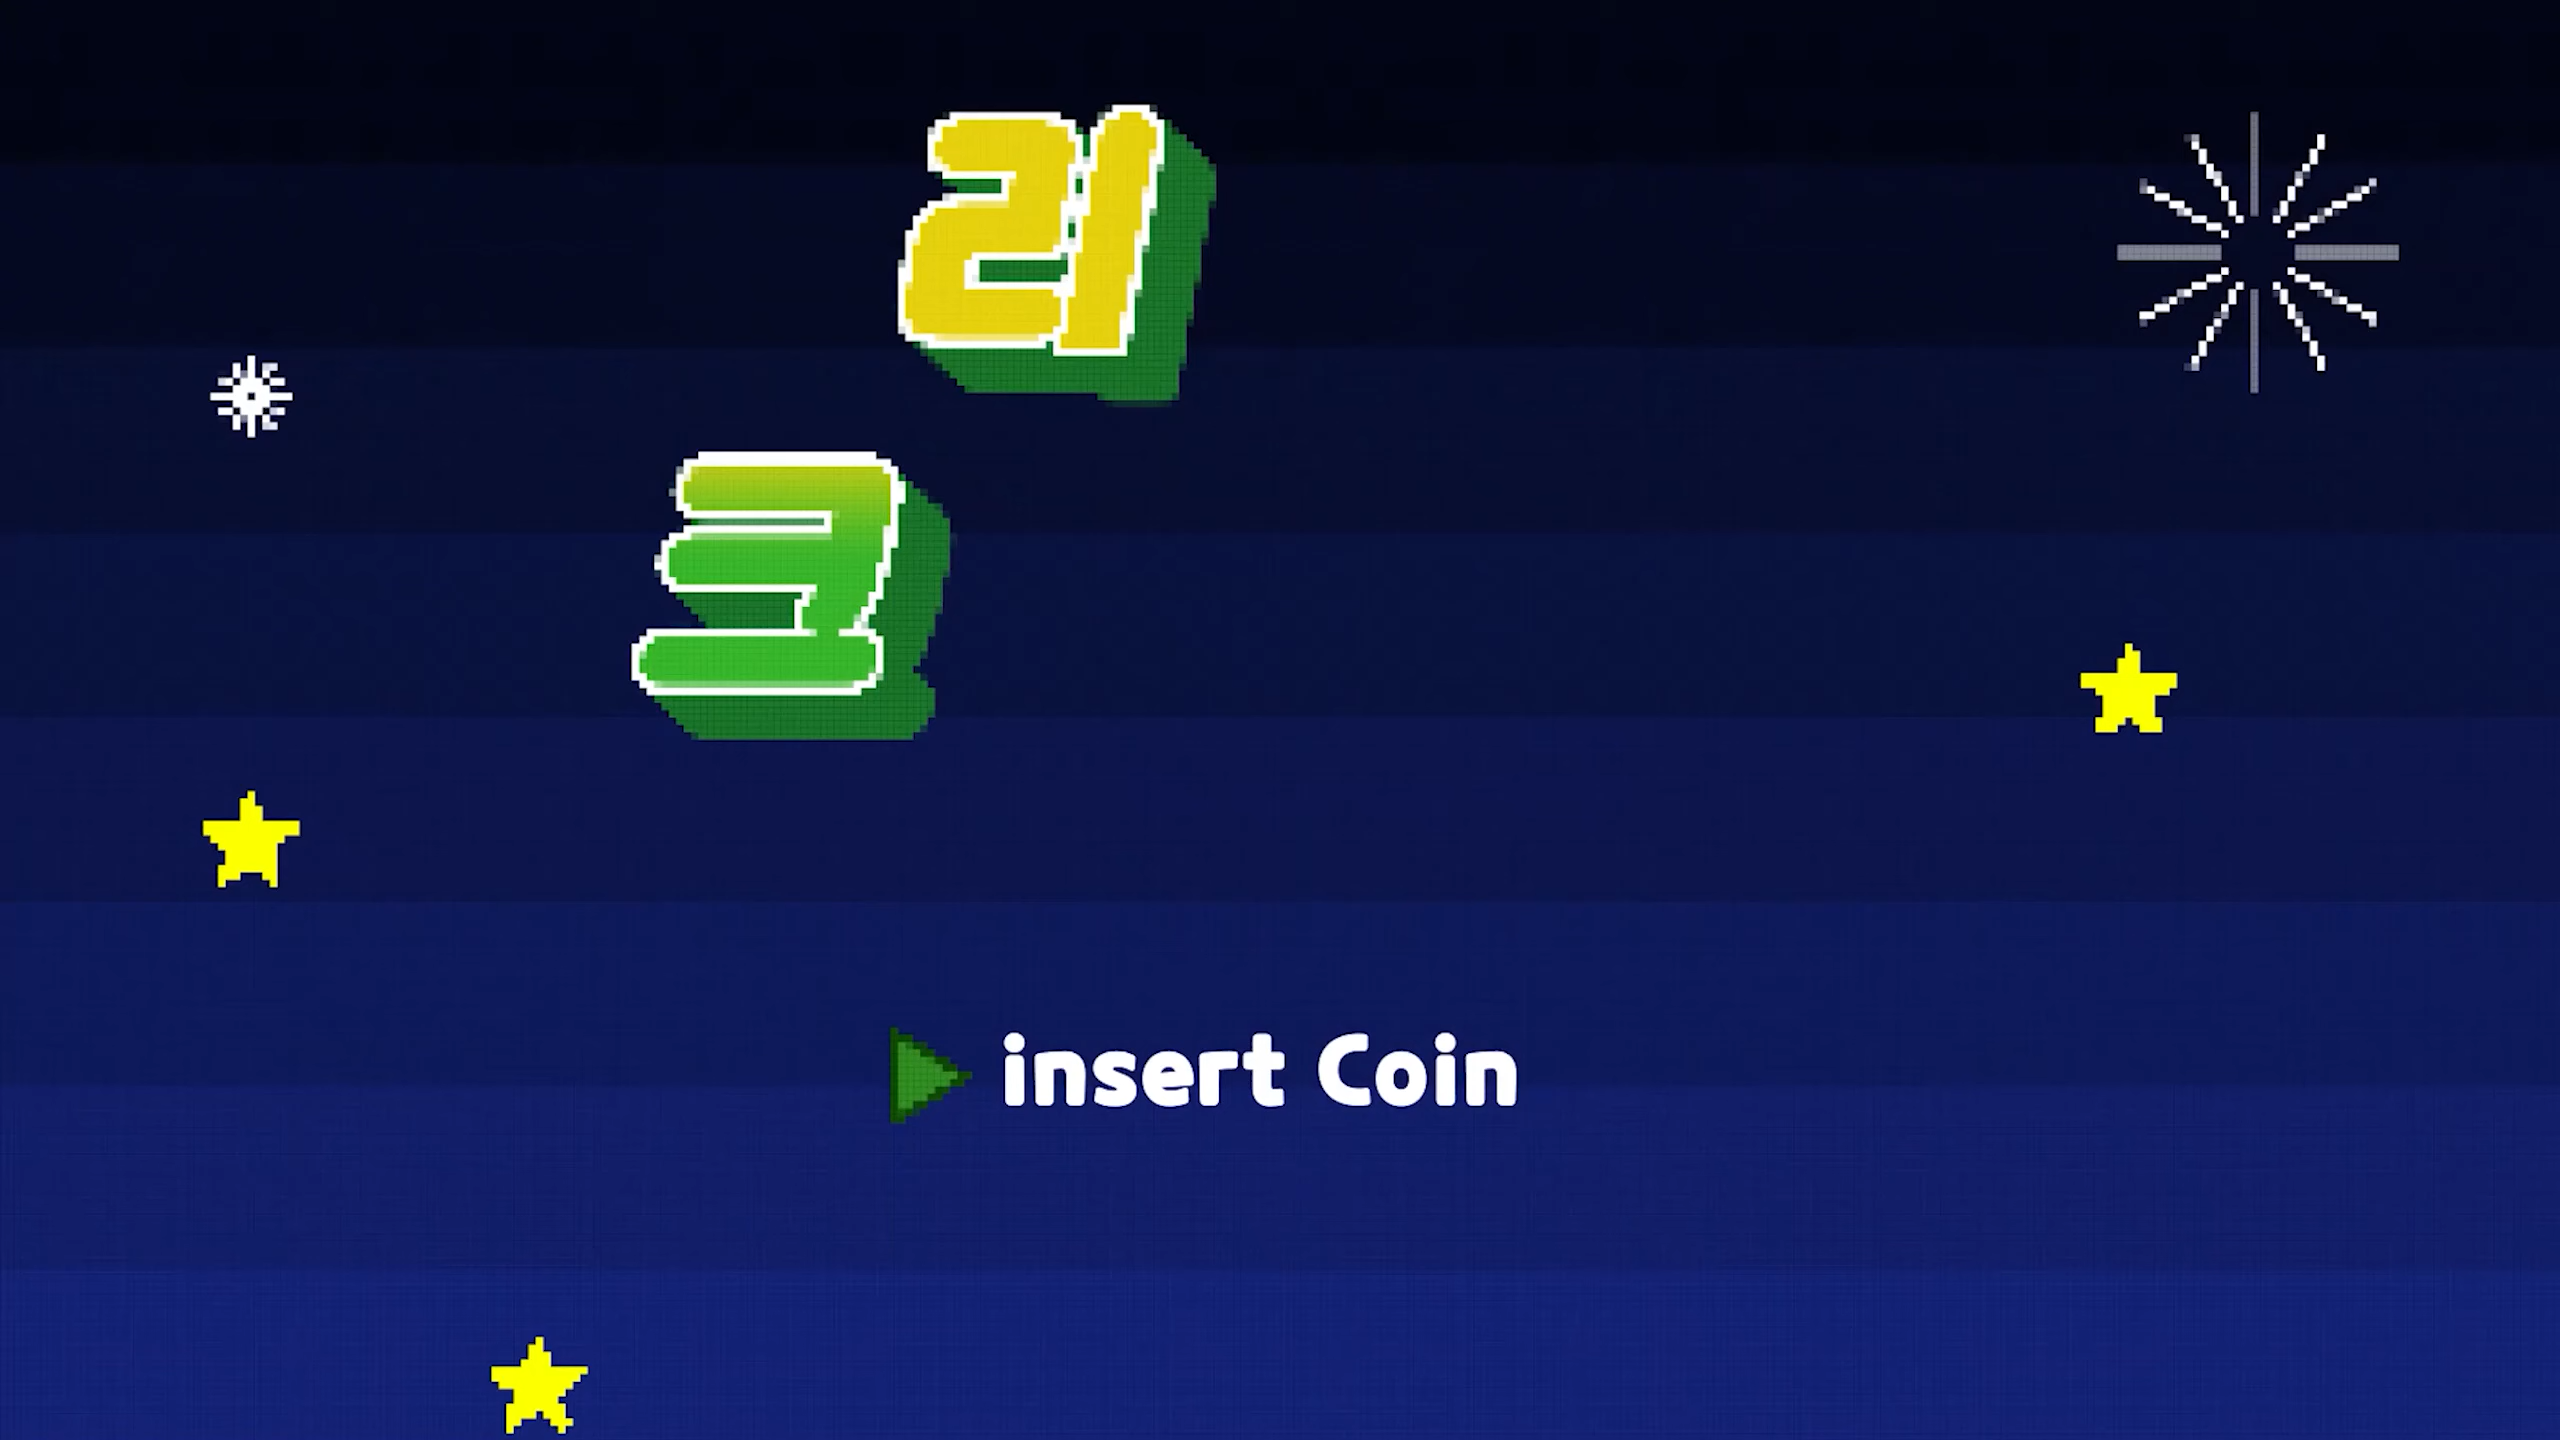 리
크
insert Coin